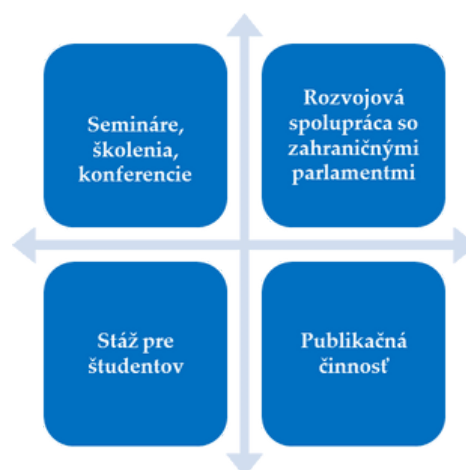 Semináre,
školenia,
konferencie
Rozvojová
spolupráca so
zahraničnými
parlamentmi
Stáž pre
študentov
Publikačná
činnosť